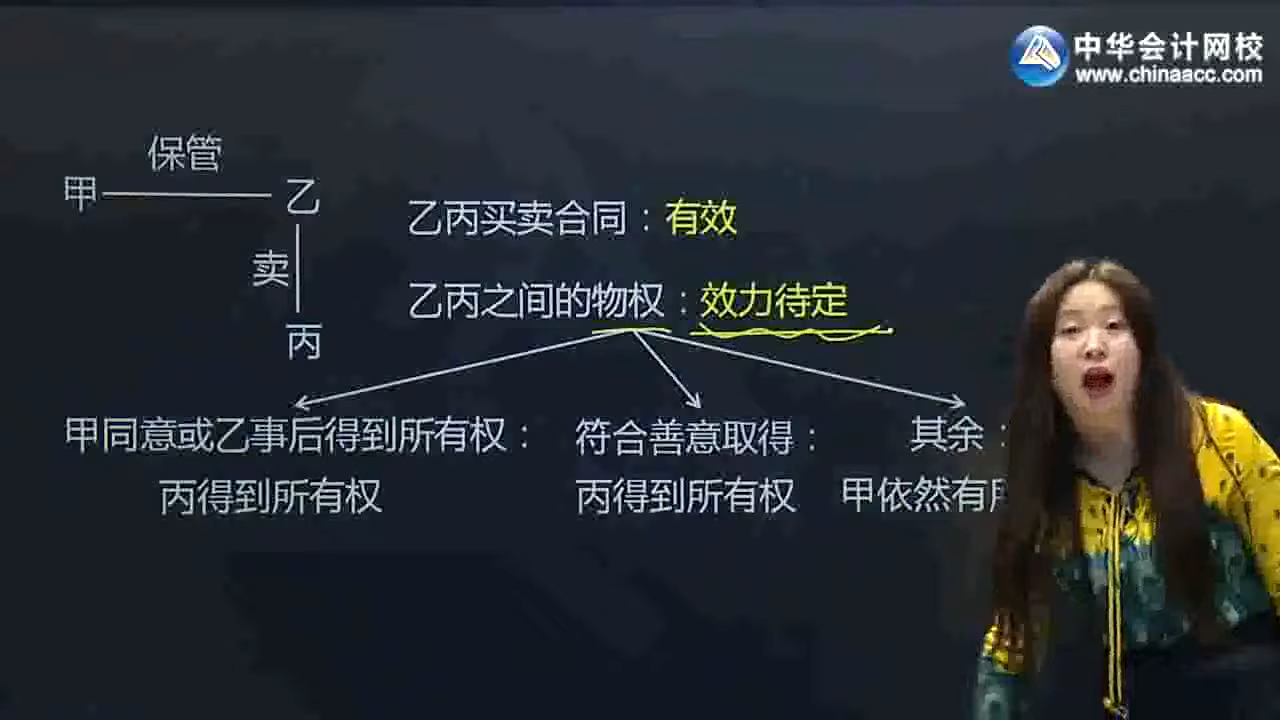 中华会计网校
www.chinaacc.com
保管
甲
乙
卖
丙
乙丙买卖合同：有效
乙丙之间的物权：效力待定
甲同意或乙事后得到所有权：
丙得到所有权
符合善意取得：
丙得到所有权
其余：
甲依然有